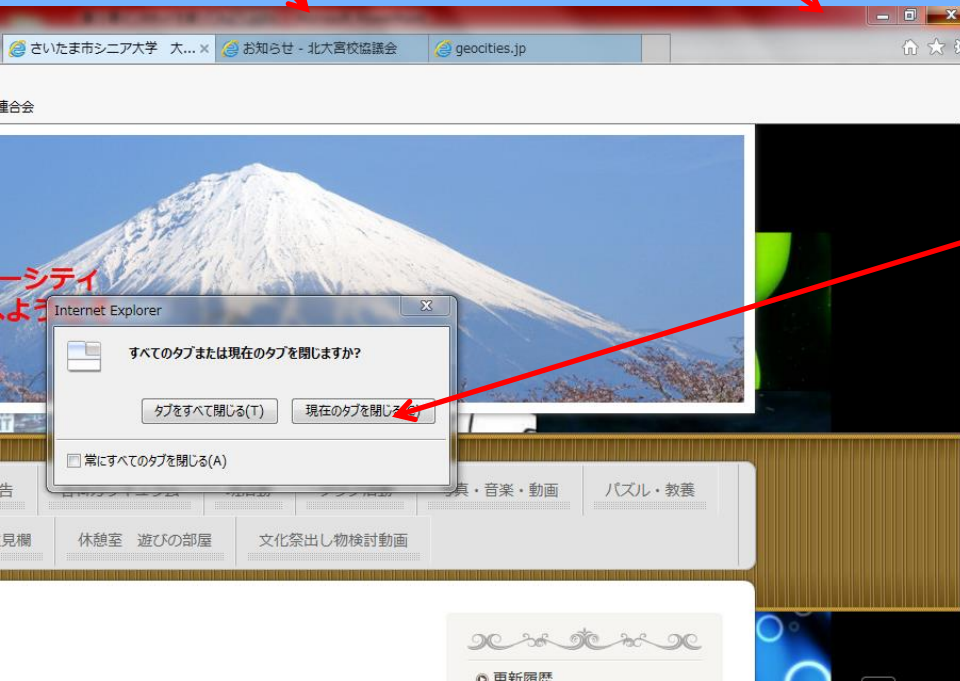 さいたま市シニア大学 大...
お知らせ - 北大宮校協議会
geocities.jp
連合会
ーシティ
よう
Internet Explorer
すべてのタブまたは現在のタブを閉じますか?
タブをすべて閉じる(T)
現在のタブを閉じる
常にすべてのタブを閉じる(A)
告
真・音楽・動画
パズル・教養
見欄
休憩室 遊びの部屋
文化祭出し物検討動画
更新履歴